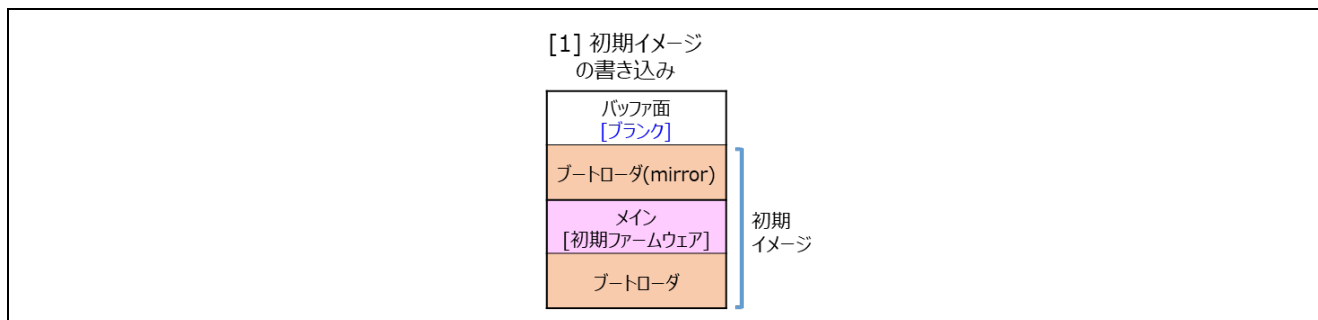 [1] 初期イメージ
の書き込み
バッファ面
[ブランク]
ブートローダ(mirror)
メイン
[初期ファームウェア]
ブートローダ
初期
イメージ